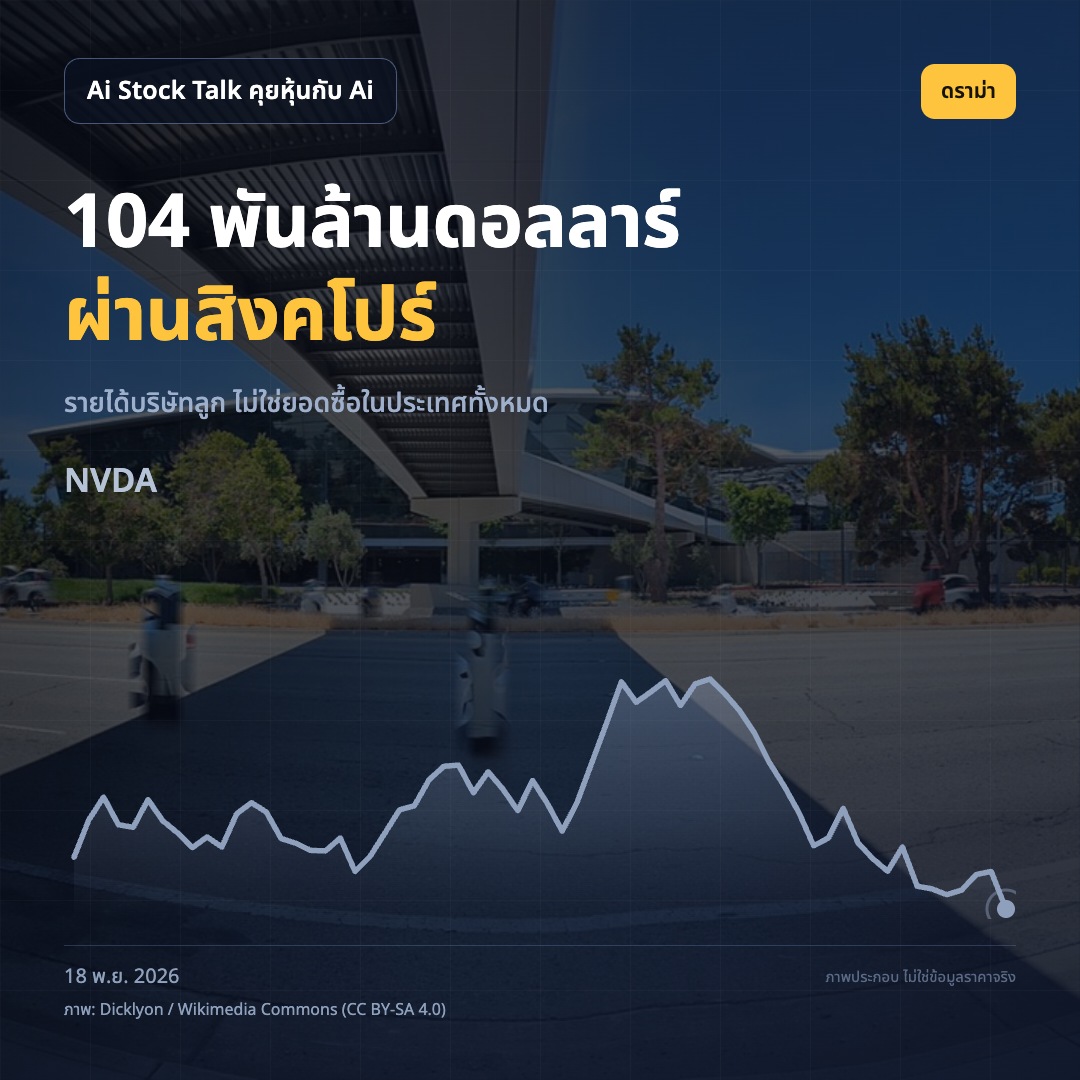 Ai Stock Talk คุยหุ้นกับ Ai
ดราม่า
104 พันล้านดอลลาร์
ผ่านสิงคโปร์
รายได้บริษัทลูก ไม่ใช่ยอดซื้อในประเทศทั้งหมด
NVDA
18 พ.ย. 2026
ภาพประกอบ ไม่ใช่ข้อมูลราคาจริง
ภาพ: Dicklyon / Wikimedia Commons (CC BY-SA 4.0)